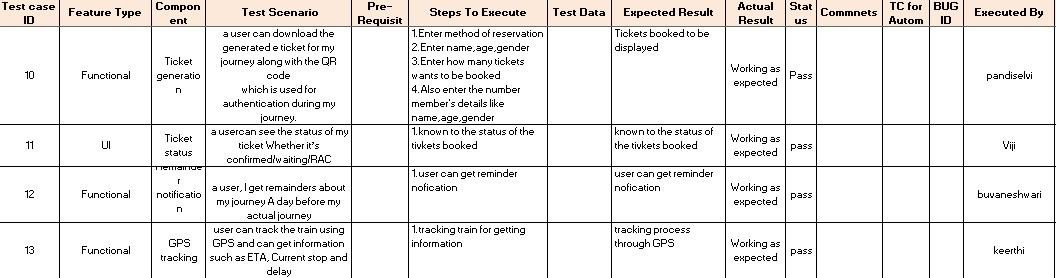 Test case ID
Feature Type
Compon
ent
Test Scenario
Pre-
Requisit
Steps To Execute
Test Data
Expected Result
Actual
Result
Stat
us
Commnets
TC for
Autom
BUG
ID
Executed By
10
Functional
Ticket
generatio
n
a user can download the
generated e ticket for my
journey along with the QR
code
which is used for
authentication during my
journey.
1.Enter method of reservation
2.Enter name,age,gender
3.Enter how many tickets
wants to be booked
4.Also enter the number
member's details like
name,age,gender
Tickets booked to be
displayed
Working as
expected
Pass
pandiselvi
11
UI
Ticket
status
a usercan see the status of my
ticket Whether it's
confirmed/waiting/RAC
1.known to the status of the
tivkets booked
known to the status of
the tivkets booked
Working as
expected
pass
Viji
12
Functional
remainde
r
notificatio
n
a user, I get remainders about
my journey A day before my
actual journey
1.user can get reminder
nofication
user can get reminder
nofication
Working as
expected
pass
buvaneshwari
13
Functional
GPS
tracking
user can track the train using
GPS and can get information
such as ETA, Current stop and
delay
1.tracking train for getting
information
tracking process
through GPS
Working as
expected
pass
keerthi